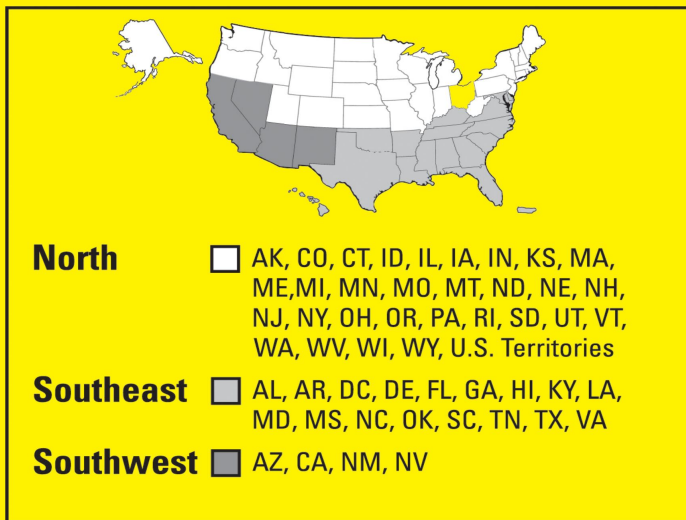 North AK, CO, CT, ID, IL, IA, IN, KS, MA,
ME,MI, MN, MO, MT, ND, NE, NH,
NJ, NY, OH, OR, PA, RI, SD, UT, VT,
WA, WV, WI, WY, U.S. Territories
Southeast AL, AR, DC, DE, FL, GA, HI, KY, LA,
MD, MS, NC, OK, SC, TN, TX, VA
Southwest AZ, CA, NM, NV